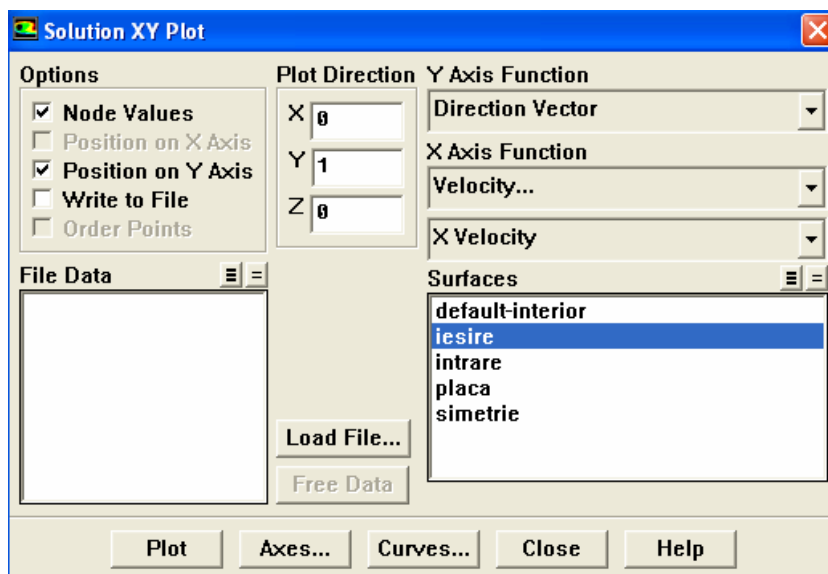 Solution XY Plot
Options
Node Values
Position on X Axis
Position on Y Axis
Write to File
Order Points
Plot Direction
X 0
Y 1
Z 0
Y Axis Function
Direction Vector
X Axis Function
Velocity...
X Velocity
File Data
Surfaces
default-interior
iesire
intrare
placa
simetrie
Load File...
Free Data
Plot
Axes...
Curves...
Close
Help